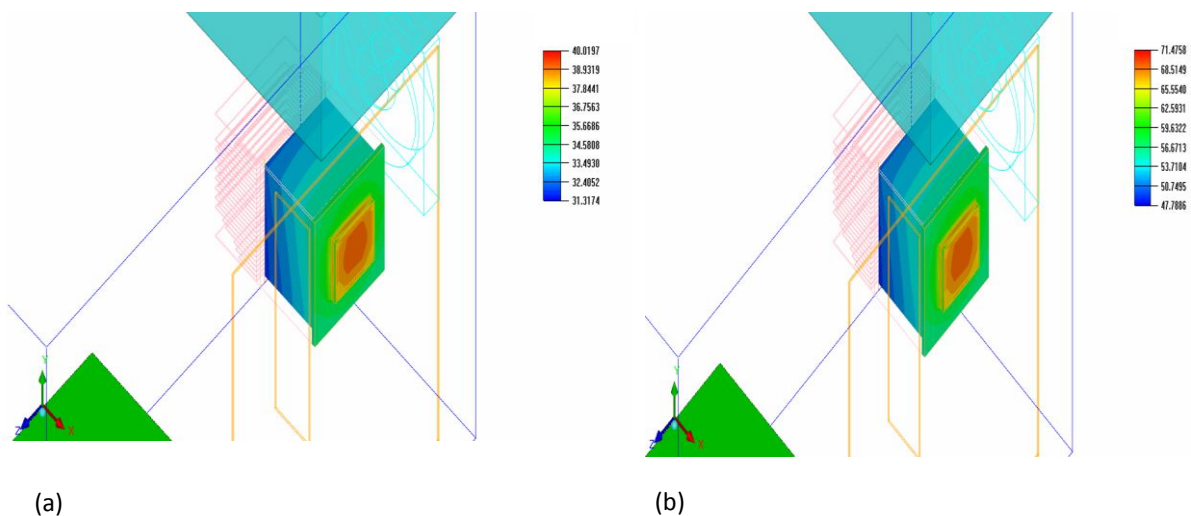 40.0197
38.9319
37.8441
36.7563
35.6686
34.5808
33.4930
32.4052
31.3174
Y
Z
X
(a)
71.4758
68.5149
65.5540
62.5931
59.6322
56.6713
53.7104
50.7495
47.7886
Y
Z
X
(b)